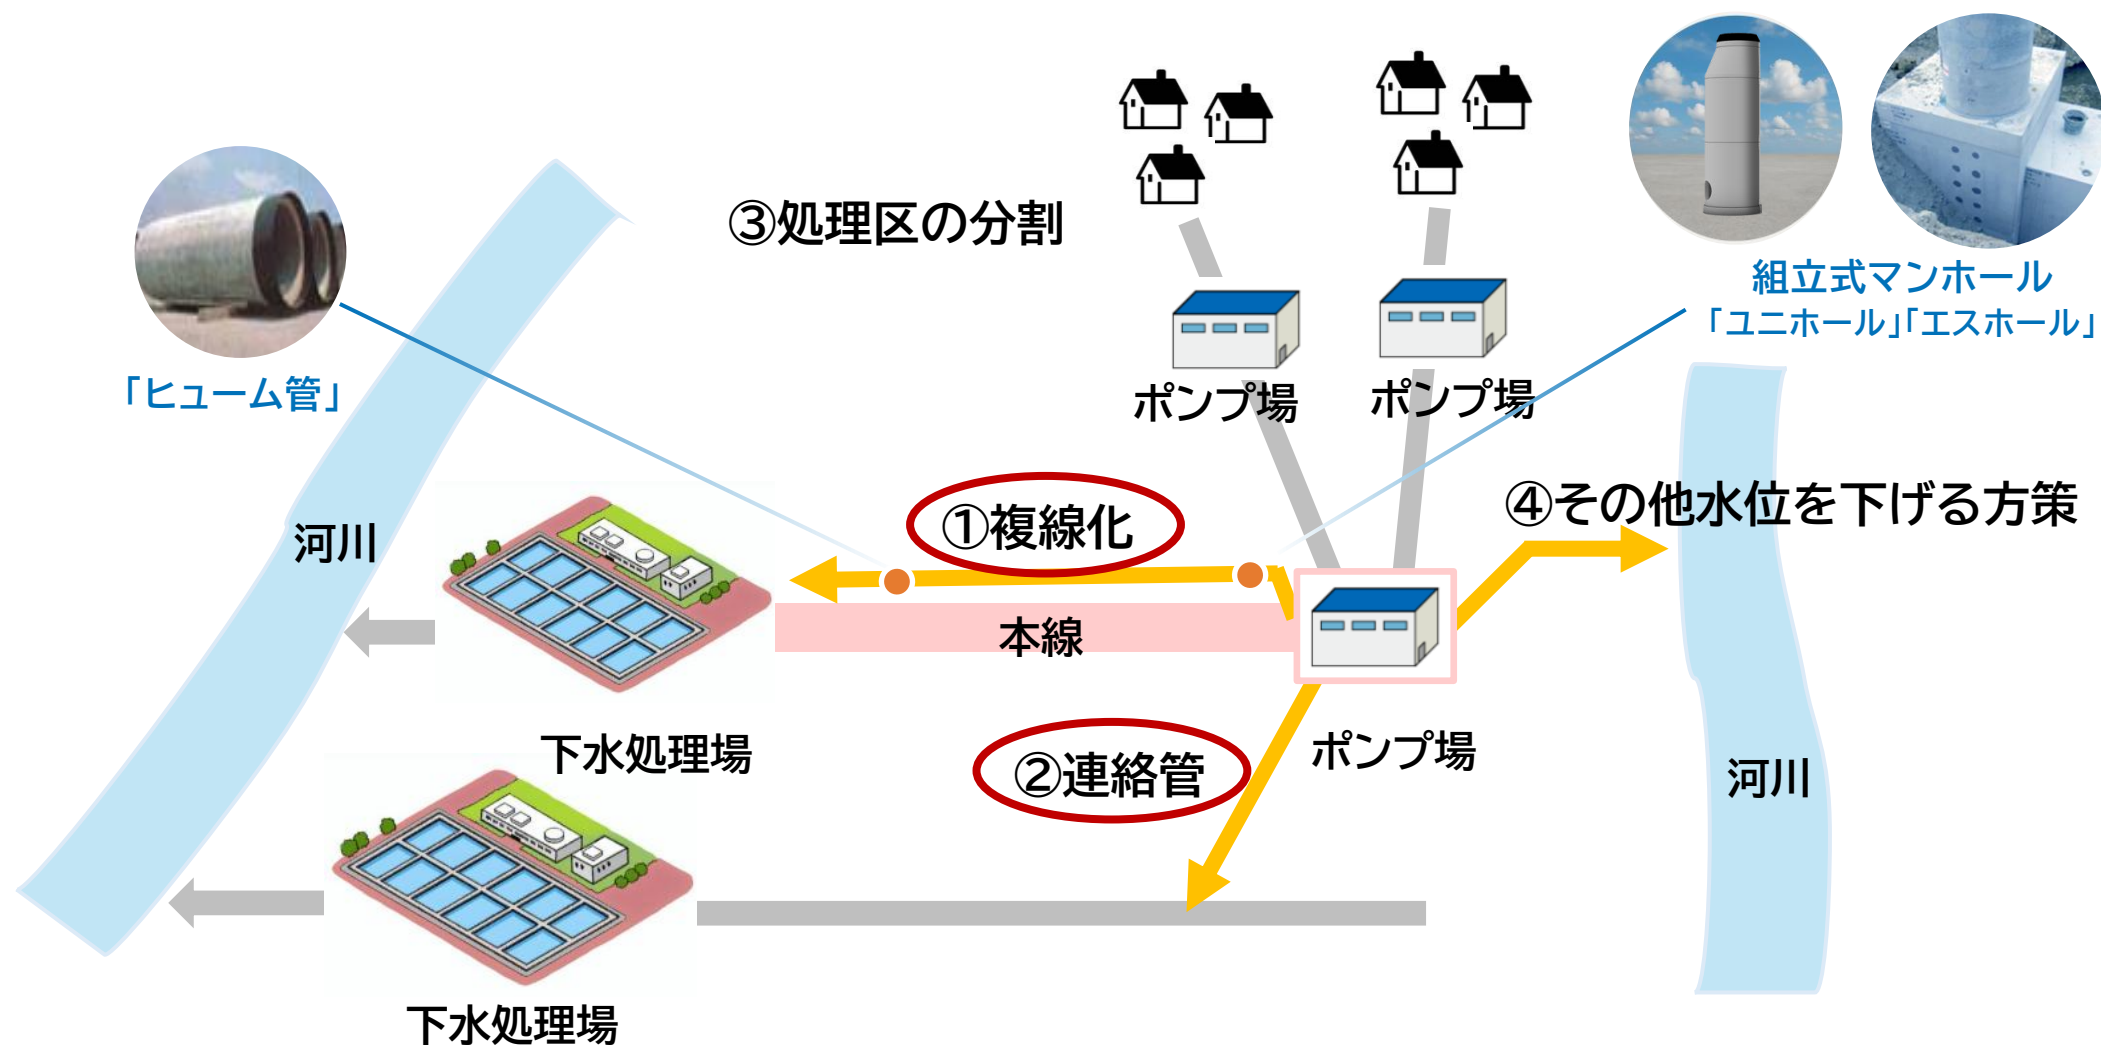 ③処理区の分割
組立式マンホール
「ユニホール」「エスホール」
「ヒューム管」
ポンプ場
ポンプ場
①複線化
④その他水位を下げる方策
河川
本線
下水処理場
②連絡管
ポンプ場
河川
下水処理場